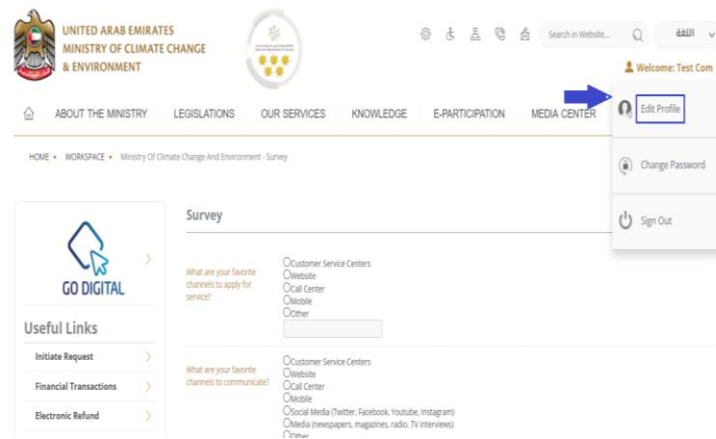 UNITED ARAB EMIRATES
MINISTRY OF CLIMATE CHANGE
& ENVIRONMENT
Search in Website...
اللغة
Welcome: Test Com
ABOUT THE MINISTRY
LEGISLATIONS
OUR SERVICES
KNOWLEDGE
E-PARTICIPATION
MEDIA CENTER
Edit Profile
Change Password
Sign Out
HOME • WORKSPACE • Ministry Of Climate Change And Environment - Survey
GO DIGITAL
Useful Links
Initiate Request
Financial Transactions
Electronic Refund
Survey
What are your favorite
channels to apply for
service?
Customer Service Centers
Website
Call Center
Mobile
Other
What are your favorite
channels to communicate?
Customer Service Centers
Website
Call Center
Mobile
Social Media (Twitter, Facebook, Youtube, Instagram)
Media (newspapers, magazines, radio, TV interviews)
Other